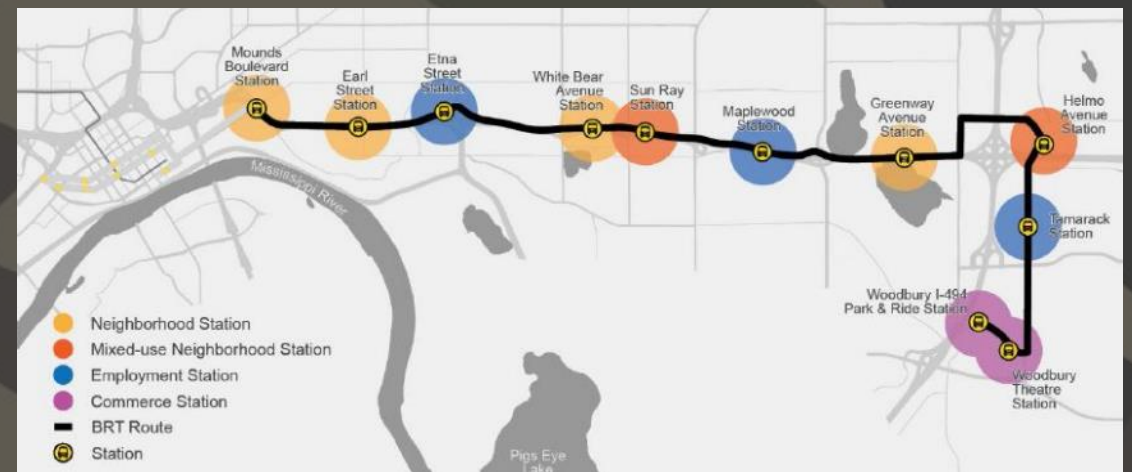 Mounds
Boulevard
Station
Earl
Street
Station
Etna
Street
Station
White Bear
Avenue
Station
Sun Ray
Station
Maplewood
Station
Greenway
Avenue
Station
Helmo
Avenue
Station
Tamarack
Station
Woodbury I-494
Park & Ride Station
Woodbury
Theatre
Station
Mississippi River
Pigs Eye
Lake
Neighborhood Station
Mixed-use Neighborhood Station
Employment Station
Commerce Station
BRT Route
Station